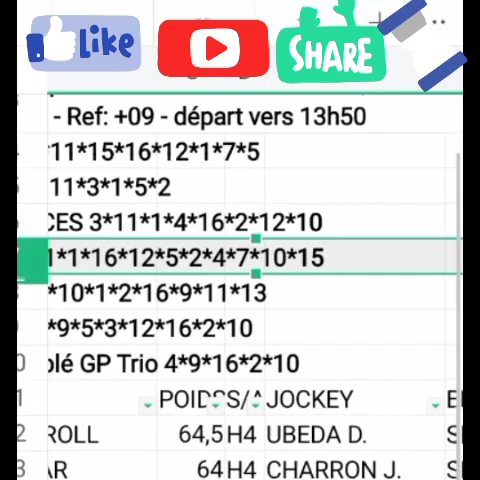 Like
SHARE
- Ref: +09 - départ vers 13h50
*11*15*16*12*1*7*5
11*3*1*5*2
CES 3*11*1*4*16*2*12*10
1*1*16*12*5*2*4*7*10*15
*10*1*2*16*9*11*13
*9*5*3*12*16*2*10
blé GP Trio 4*9*16*2*10
POIDS S/A JOCKEY
ROLL 64,5 H4 UBEDA D.
AR 64 H4 CHARRON J.